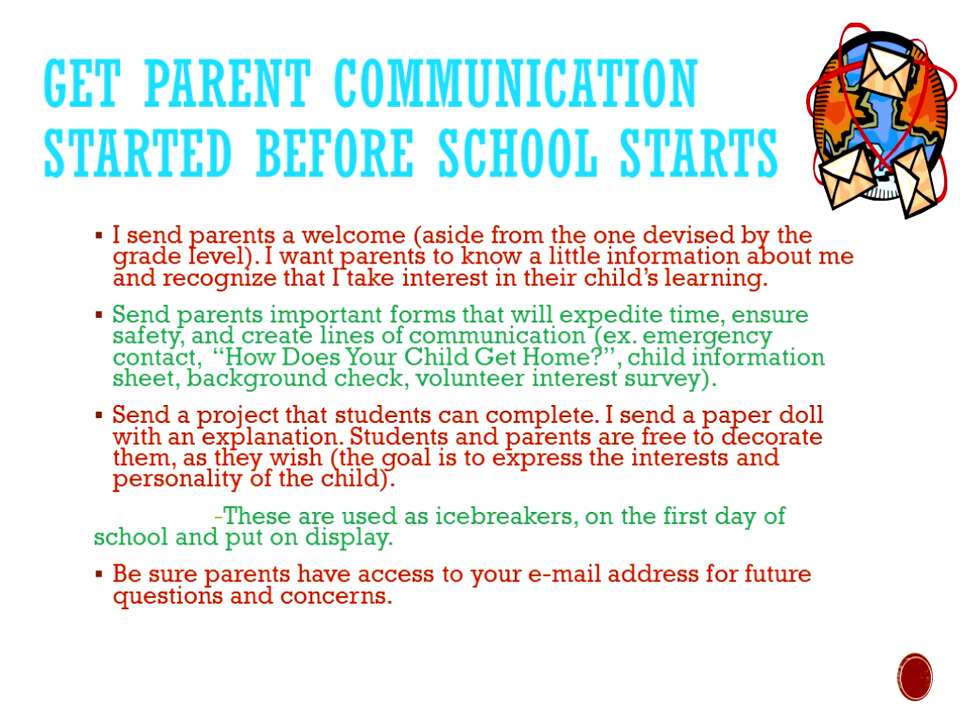 GET PARENT COMMUNICATION
STARTED BEFORE SCHOOL STARTS
▪ I send parents a welcome (aside from the one devised by the
grade level). I want parents to know a little information about me
and recognize that I take interest in their child’s learning.
▪ Send parents important forms that will expedite time, ensure
safety, and create lines of communication (ex. emergency
contact, “How Does Your Child Get Home?”, child information
sheet, background check, volunteer interest survey).
▪ Send a project that students can complete. I send a paper doll
with an explanation. Students and parents are free to decorate
them, as they wish (the goal is to express the interests and
personality of the child).
-These are used as icebreakers, on the first day of
school and put on display.
▪ Be sure parents have access to your e-mail address for future
questions and concerns.